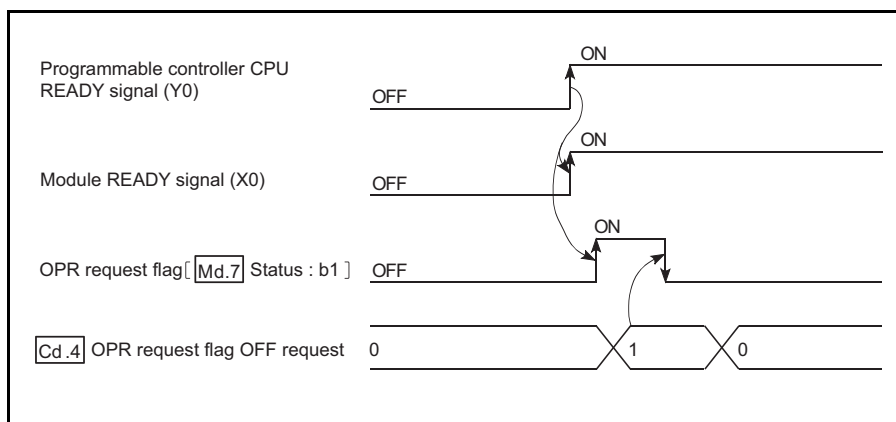 ON
Programmable controller CPU
READY signal (Y0)
OFF
ON
Module READY signal (X0)
OFF
ON
OPR request flag[ Md.7 Status : b1 ]
OFF
Cd.4 OPR request flag OFF request
0
1
0